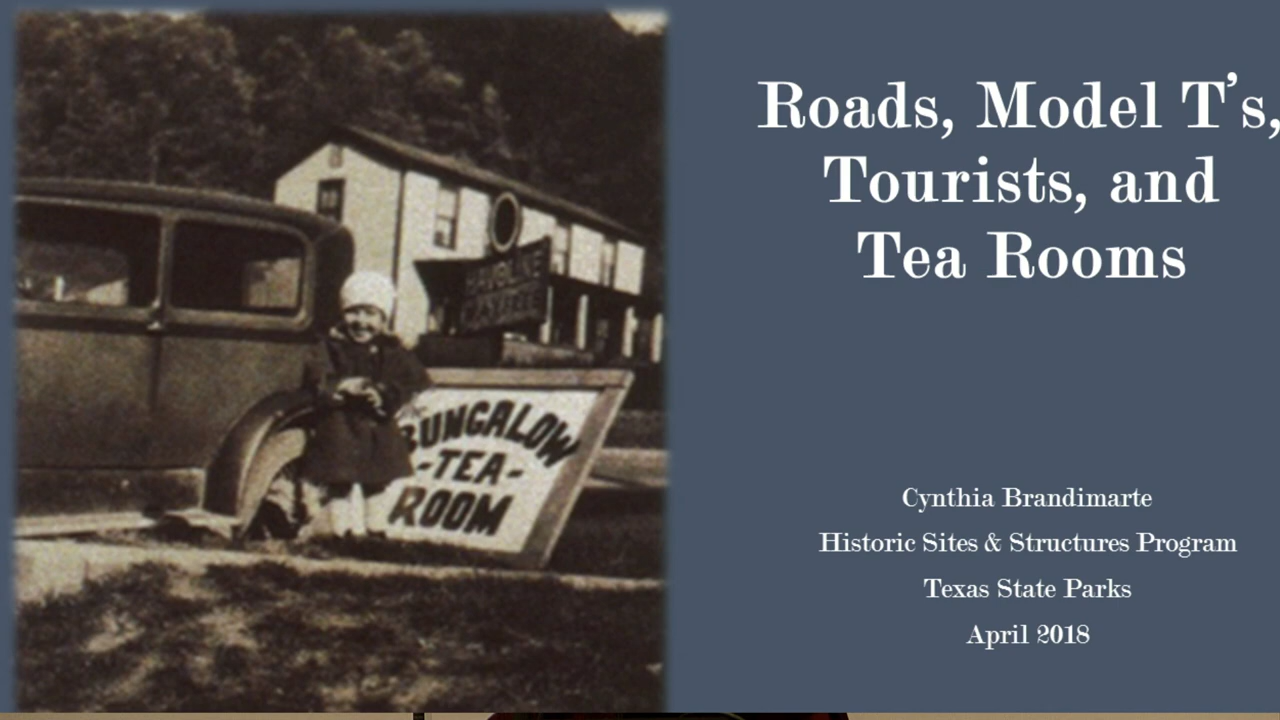 Roads, Model T's,
Tourists, and
Tea Rooms
HAVOLINE
BUNGALOW
-TEA-
ROOM
Cynthia Brandimarte
Historic Sites & Structures Program
Texas State Parks
April 2018